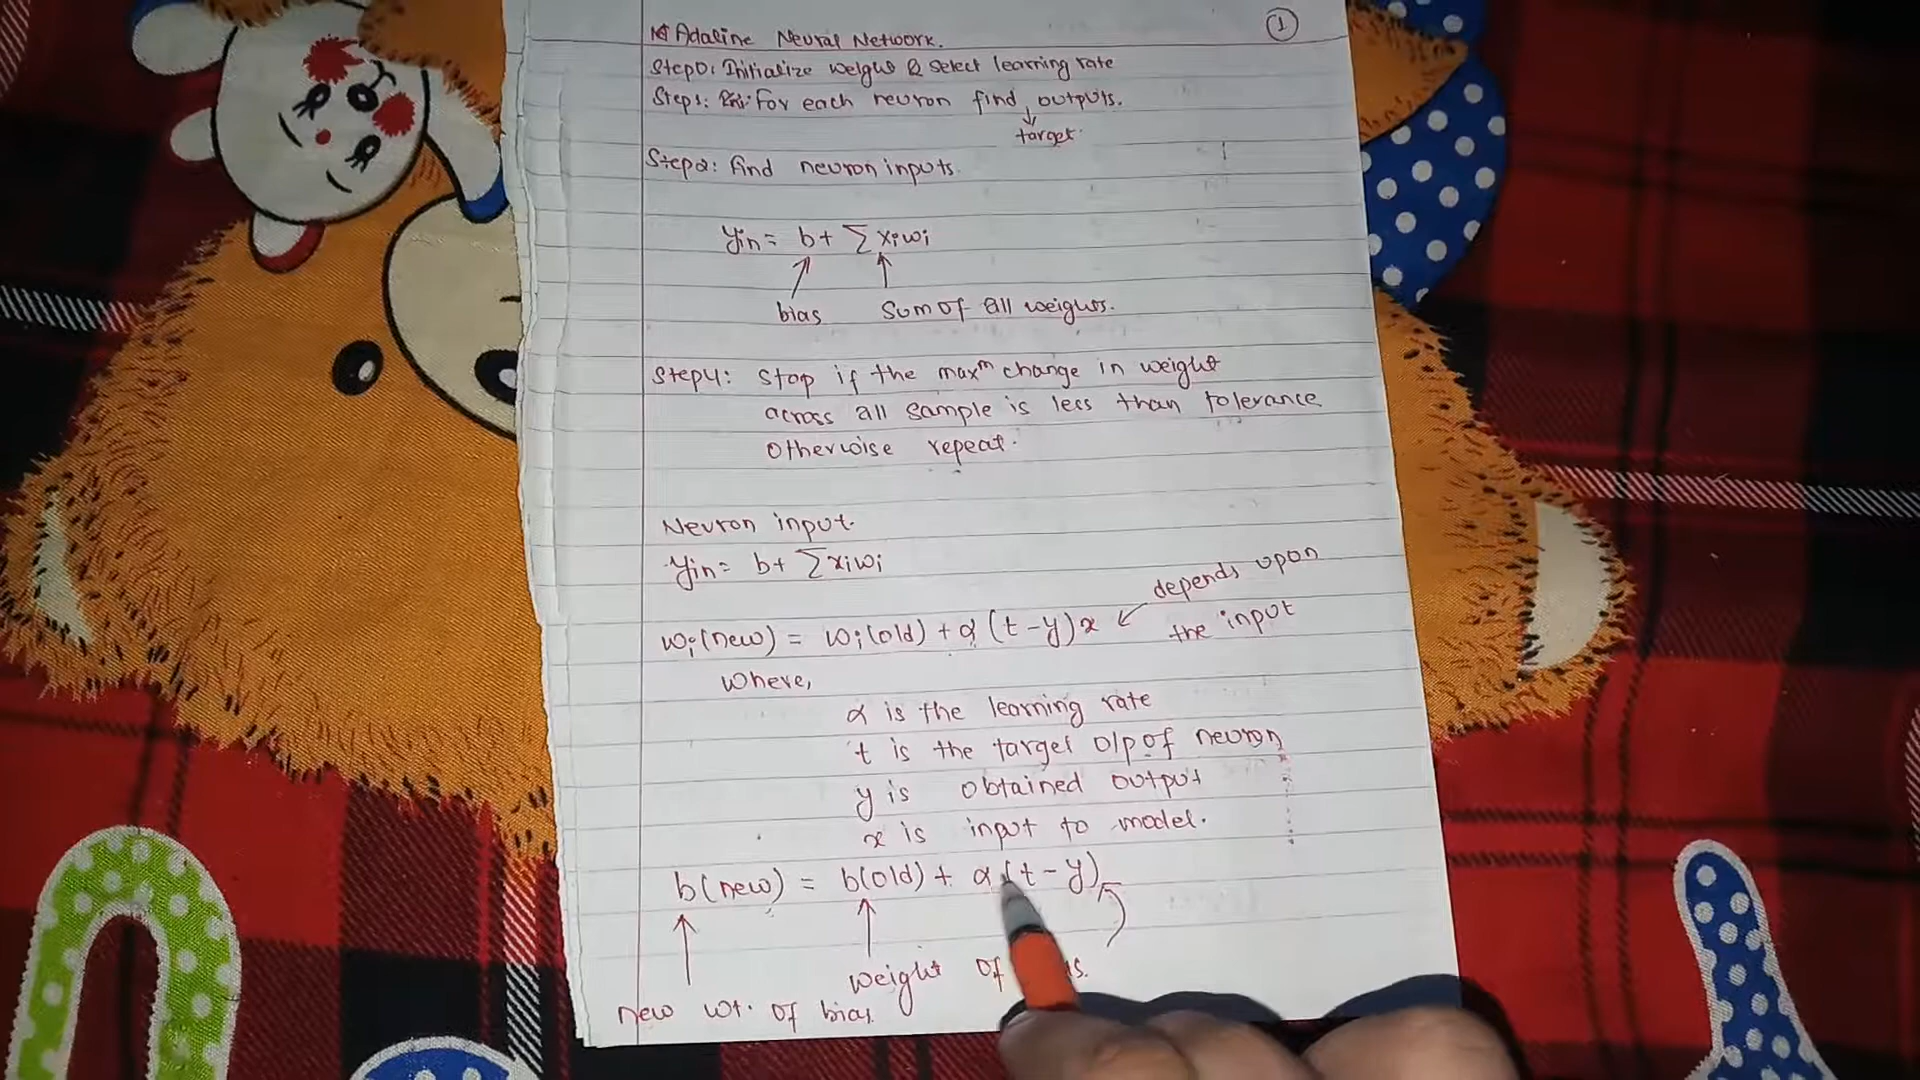 Adaline Neural Network.
1
Step0: Initialize weighs & select learning rate
Step1: For each neuron find outputs.
target
Step2: find neuron inputs.
yin = b + ∑ xiwi
bias sum of all weighs.
Step4: stop if the maxm change in weight
across all sample is less than tolerance
otherwise repeat.
Neuron input.
yin = b + ∑xiwi
depends upon
the input
wi(new) = wi(old) + α (t-y)x
where,
α is the learning rate
t is the target o/p of neuron
y is obtained output
x is input to model.
b(new) = b(old) + α(t-y)
weight of
new wt. of bias